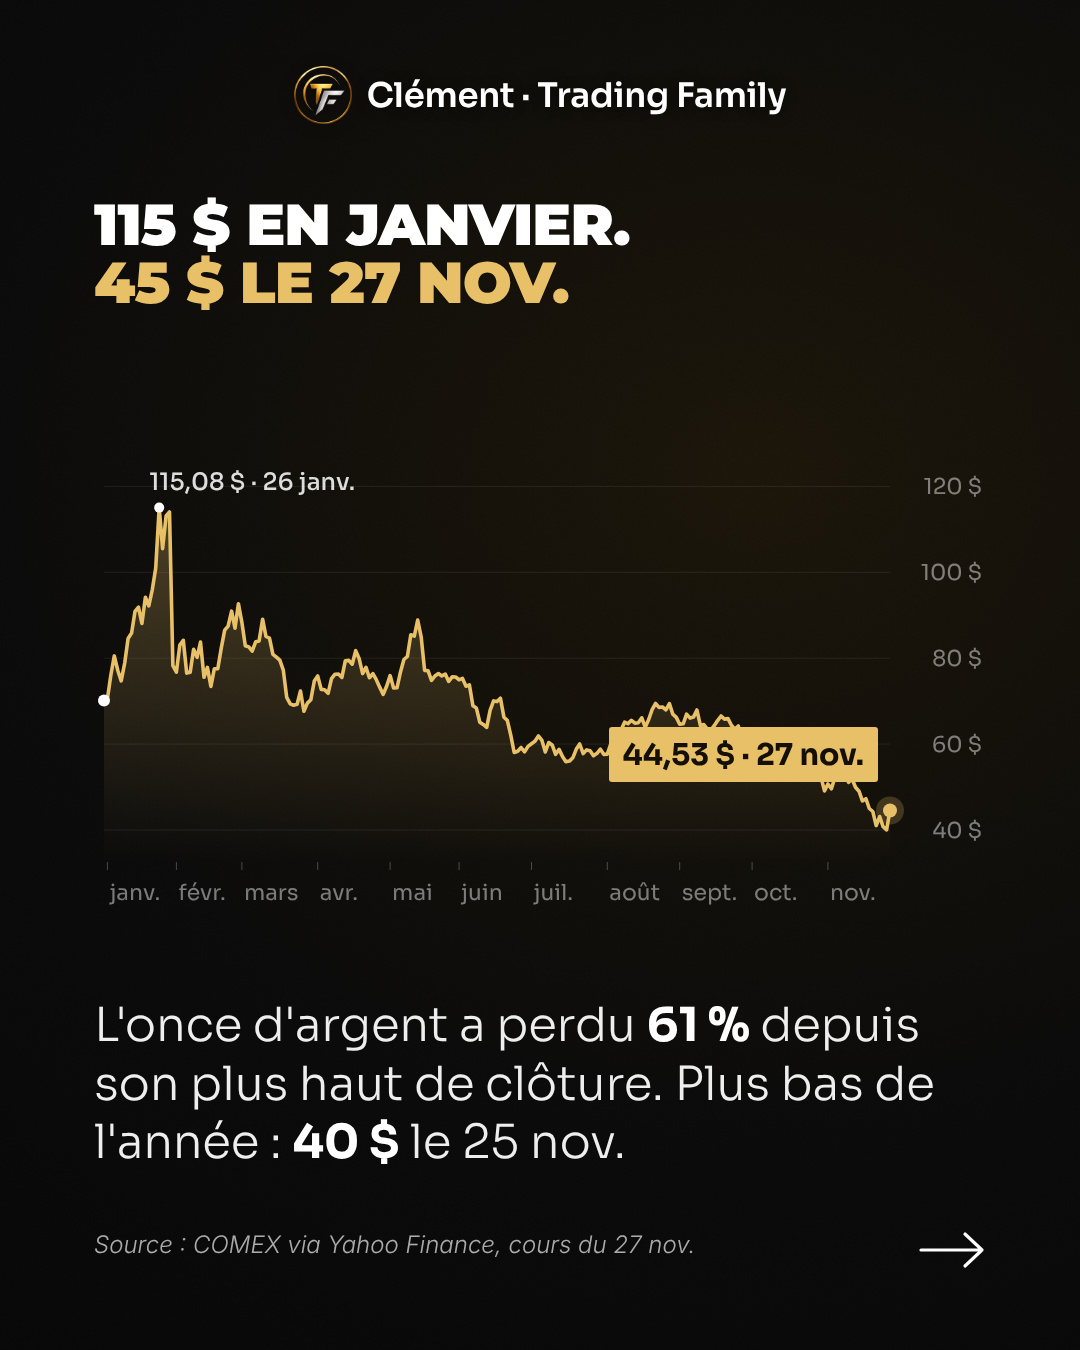 TF
Clément · Trading Family
115 $ EN JANVIER.
45 $ LE 27 NOV.
115,08 $ · 26 janv.
120 $
100 $
80 $
44,53 $ · 27 nov.
60 $
40 $
janv. févr. mars avr. mai juin juil. août sept. oct. nov.
L'once d'argent a perdu 61 % depuis
son plus haut de clôture. Plus bas de
l'année : 40 $ le 25 nov.
Source : COMEX via Yahoo Finance, cours du 27 nov.